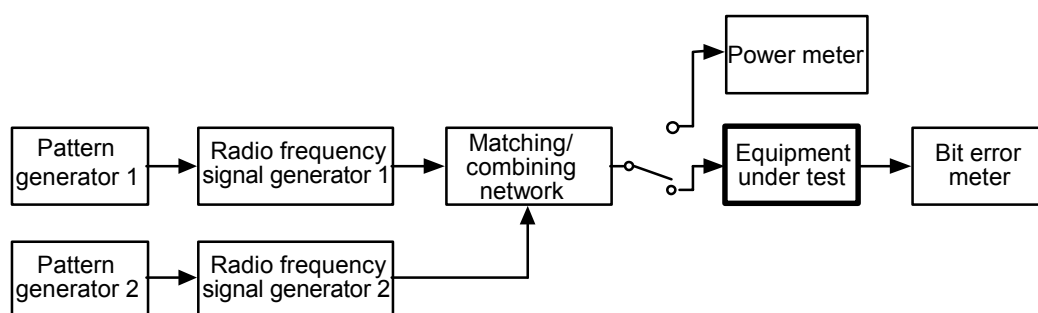 Power meter
Pattern
generator 1
Radio frequency
signal generator 1
Matching/
combining
network
Equipment
under test
Bit error
meter
Pattern
generator 2
Radio frequency
signal generator 2